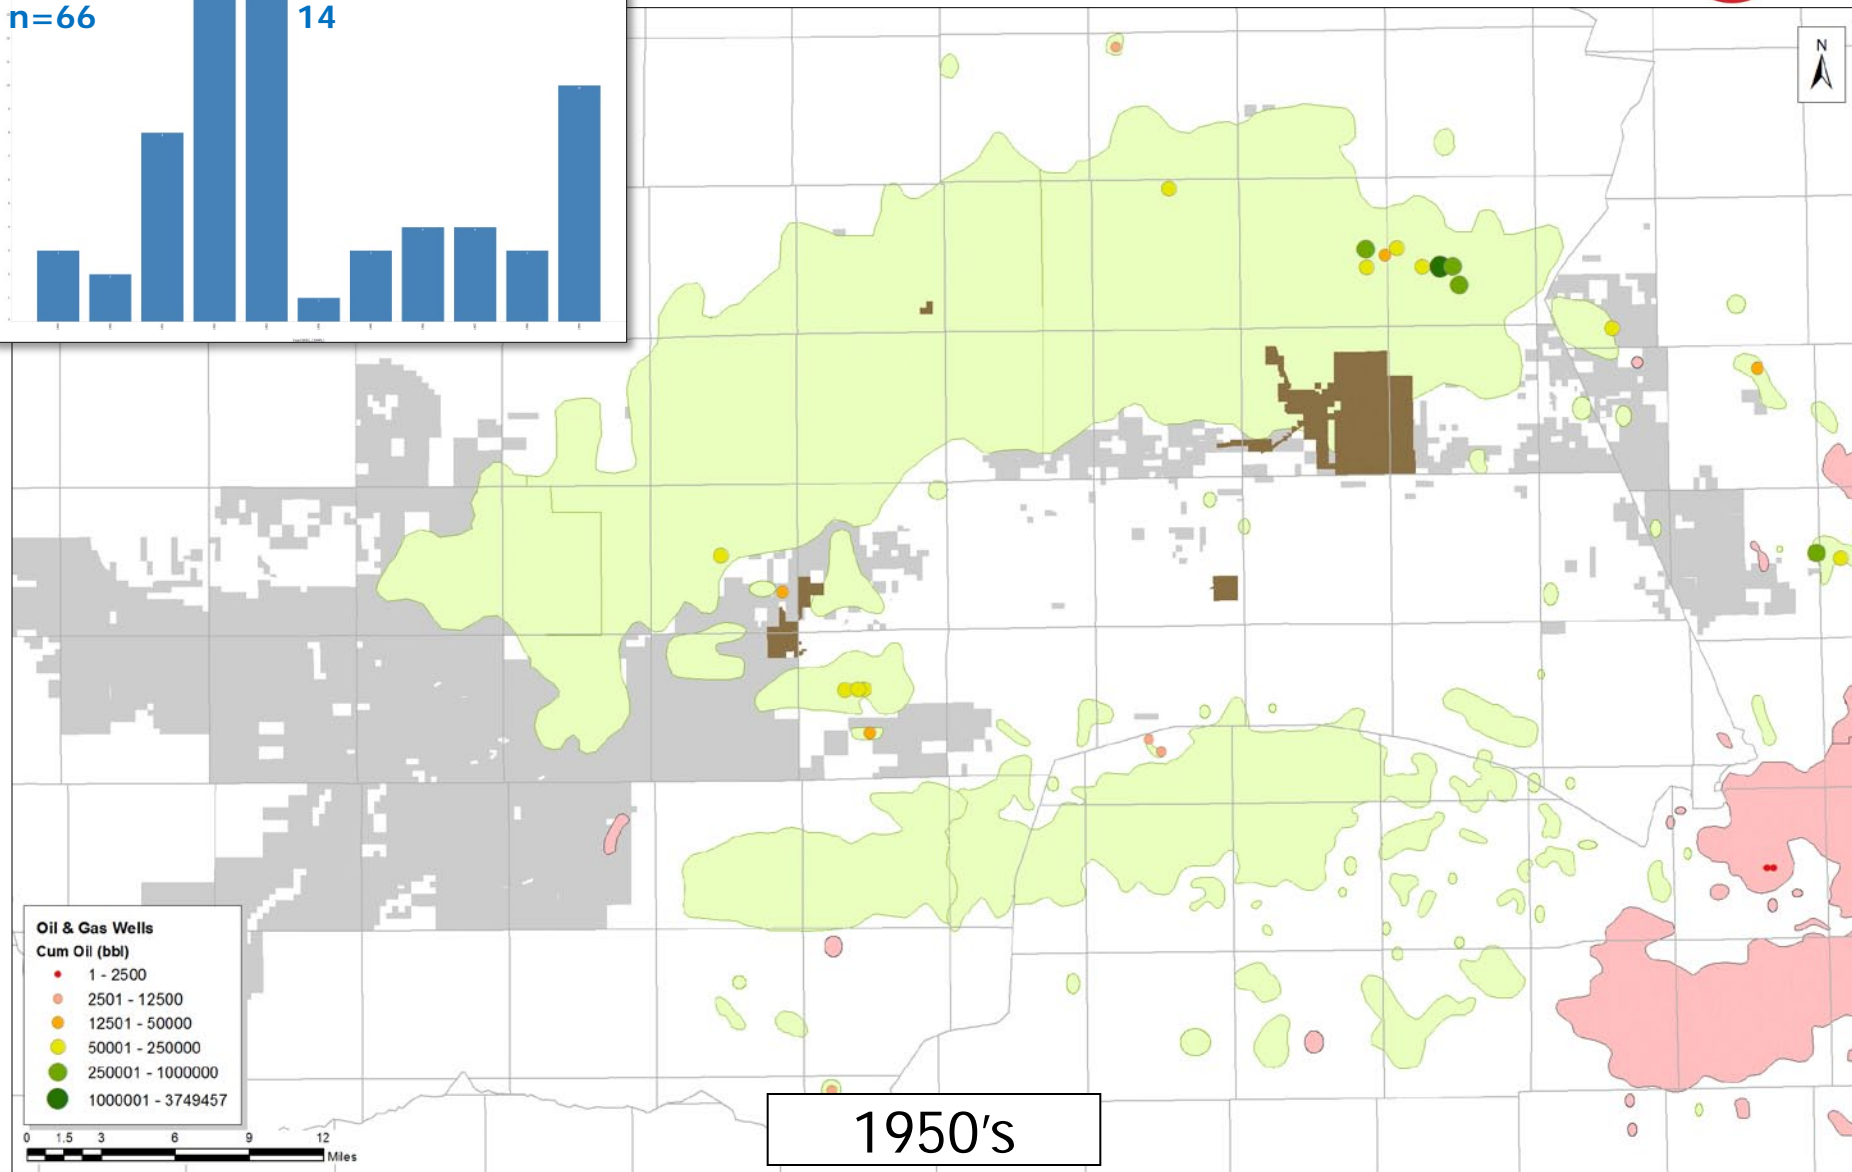 n=66
14
N
Oil & Gas Wells
Cum Oil (bbl)
1 - 2500
2501 - 12500
12501 - 50000
50001 - 250000
250001 - 1000000
1000001 - 3749457
0 1.5 3 6 9 12
Miles
1950's